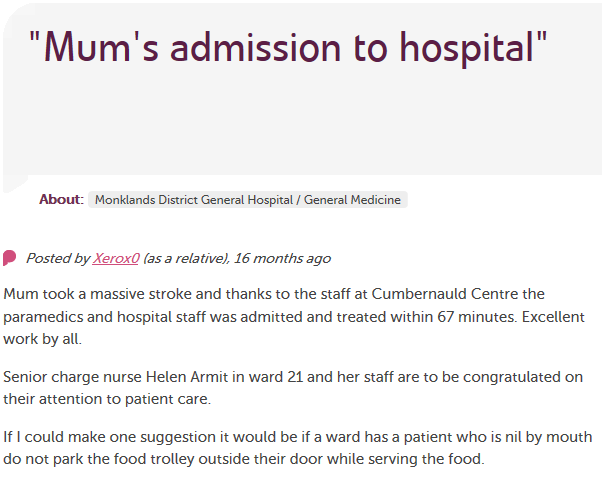 "Mum's admission to hospital"
About: Monklands District General Hospital / General Medicine
Posted by Xerox0 (as a relative), 16 months ago
Mum took a massive stroke and thanks to the staff at Cumbernauld Centre the
paramedics and hospital staff was admitted and treated within 67 minutes. Excellent
work by all.
Senior charge nurse Helen Armit in ward 21 and her staff are to be congratulated on
their attention to patient care.
If I could make one suggestion it would be if a ward has a patient who is nil by mouth
do not park the food trolley outside their door while serving the food.